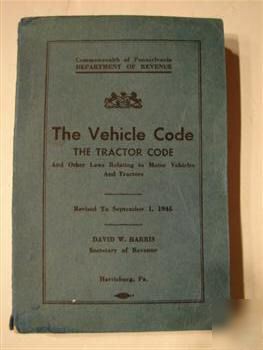 Commonwealth of Pennsylvania
DEPARTMENT OF REVENUE
The Vehicle Code
THE TRACTOR CODE
And Other Laws Relating to Motor Vehicles
And Tractors
Revised To September 1, 1945
DAVID W. HARRIS
Secretary of Revenue
Harrisburg, Pa.